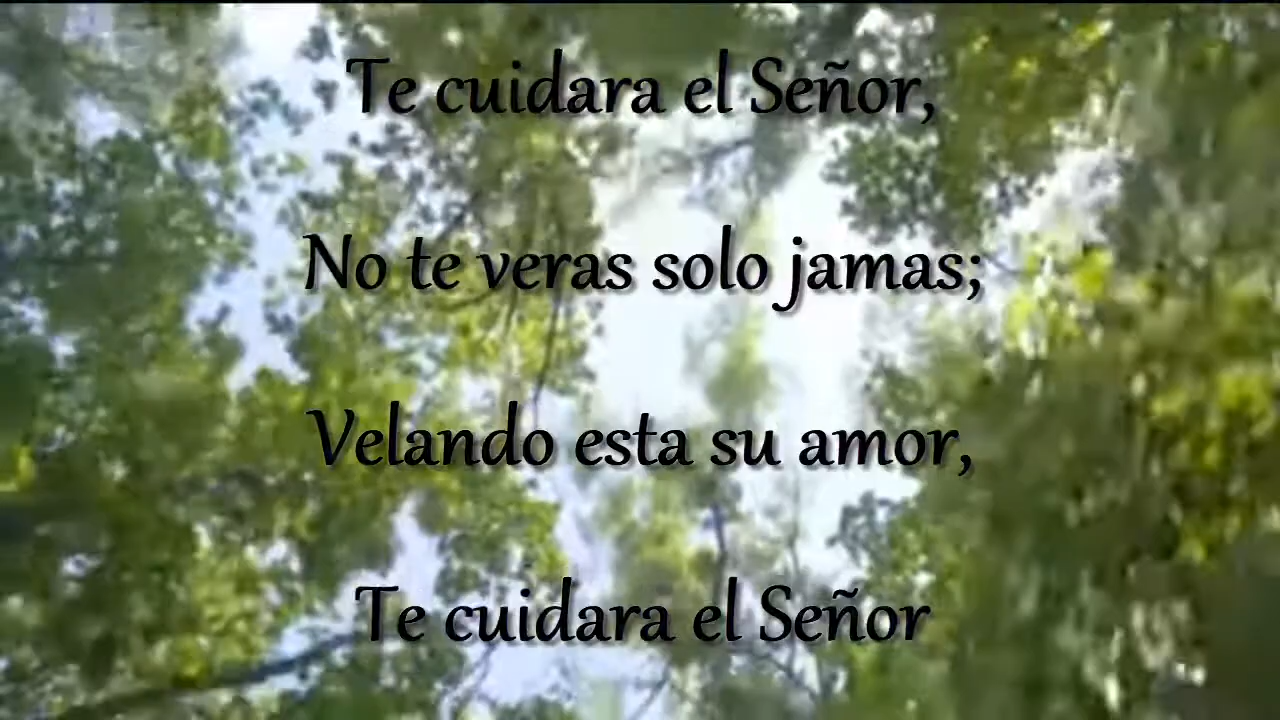 Te cuidara el Señor,
No te veras solo jamas;
Velando esta su amor,
Te cuidara el Señor